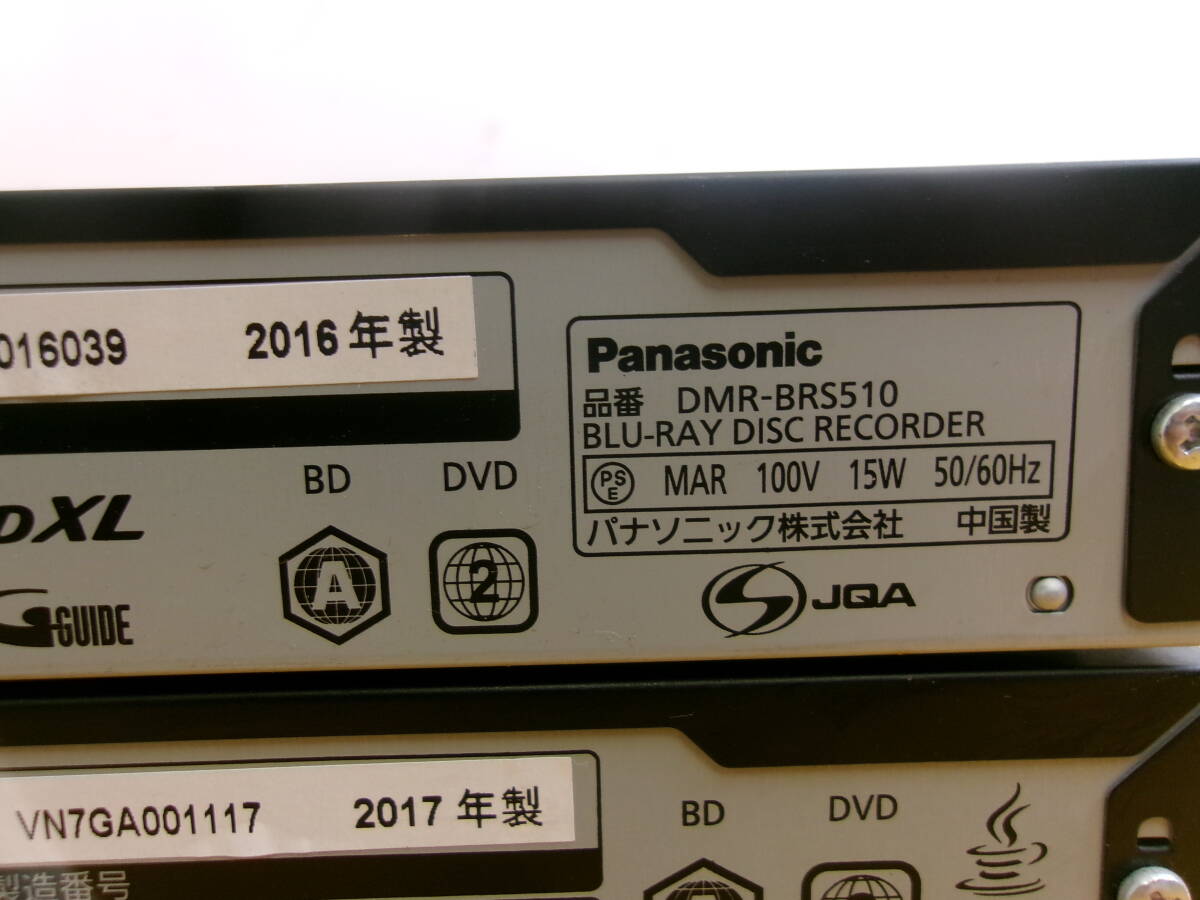 016039 2016年製
Panasonic
品番 DMR-BRS510
BLU-RAY DISC RECORDER
PSE MAR 100V 15W 50/60Hz
パナソニック株式会社 中国製
BD DVD
XL
A 2
GUIDE
JQA
VN7GA001117 2017年製
製造番号
BD DVD